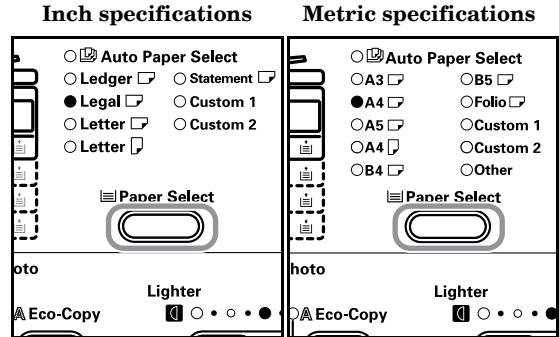 Inch specifications
Auto Paper Select
Ledger Statement
Legal Custom 1
Letter Custom 2
Letter
Paper Select
oto
Lighter
A Eco-Copy
Metric specifications
Auto Paper Select
A3 B5
A4 Folio
A5 Custom 1
A4 Custom 2
B4 Other
Paper Select
hoto
Lighter
A Eco-Copy